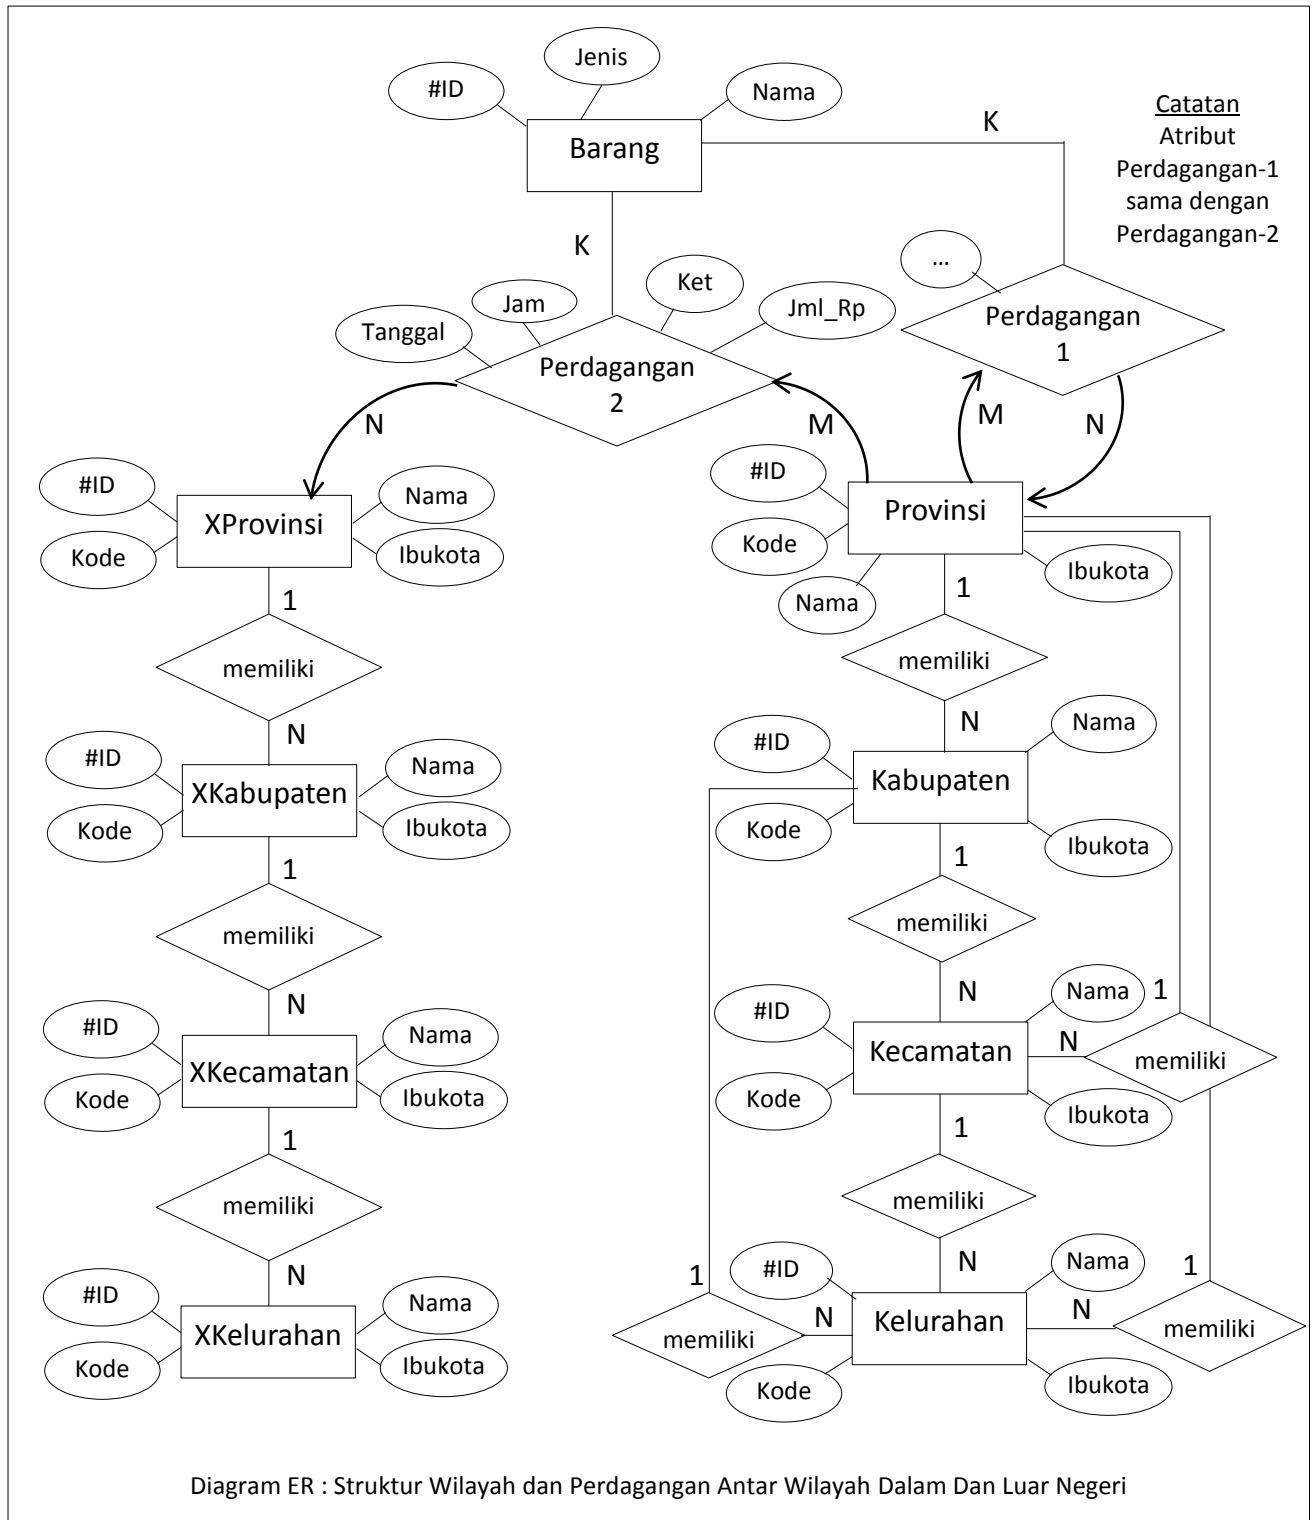 Jenis
#ID
Nama
Barang
K
K
Catatan
Atribut
Perdagangan-1
sama dengan
Perdagangan-2
...
Perdagangan
1
Tanggal
Jam
Ket
Jml_Rp
Perdagangan
2
N
M
M
N
#ID
Nama
XProvinsi
Kode
Ibukota
1
memiliki
N
#ID
Nama
XKabupaten
Kode
Ibukota
1
memiliki
N
#ID
Nama
XKecamatan
Kode
Ibukota
1
memiliki
N
#ID
Nama
XKelurahan
Kode
Ibukota
#ID
Provinsi
Kode
Ibukota
Nama
1
memiliki
N
#ID
Nama
Kabupaten
Kode
Ibukota
1
memiliki
N
#ID
Nama
1
Kecamatan
N
memiliki
Kode
Ibukota
1
memiliki
N
1
#ID
Nama
1
memiliki
N
Kelurahan
N
memiliki
Kode
Ibukota
Diagram ER : Struktur Wilayah dan Perdagangan Antar Wilayah Dalam Dan Luar Negeri